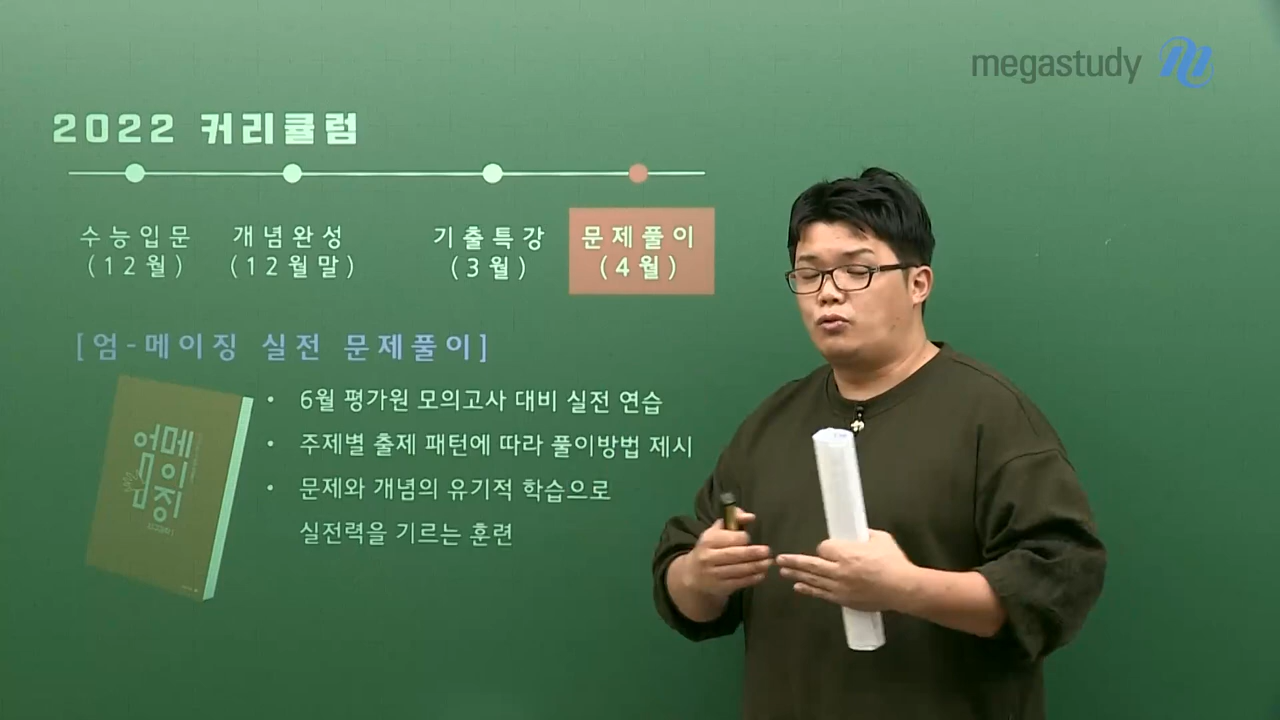 megastudy
2022 커리큘럼
수능입문 개념완성 기출특강 문제풀이
(12월) (12월말) (3월) (4월)
[엄-메이징 실전 문제풀이]
• 6월 평가원 모의고사 대비 실전 연습
• 주제별 출제 패턴에 따라 풀이방법 제시
• 문제와 개념의 유기적 학습으로
실전력을 기르는 훈련
엄
메이징